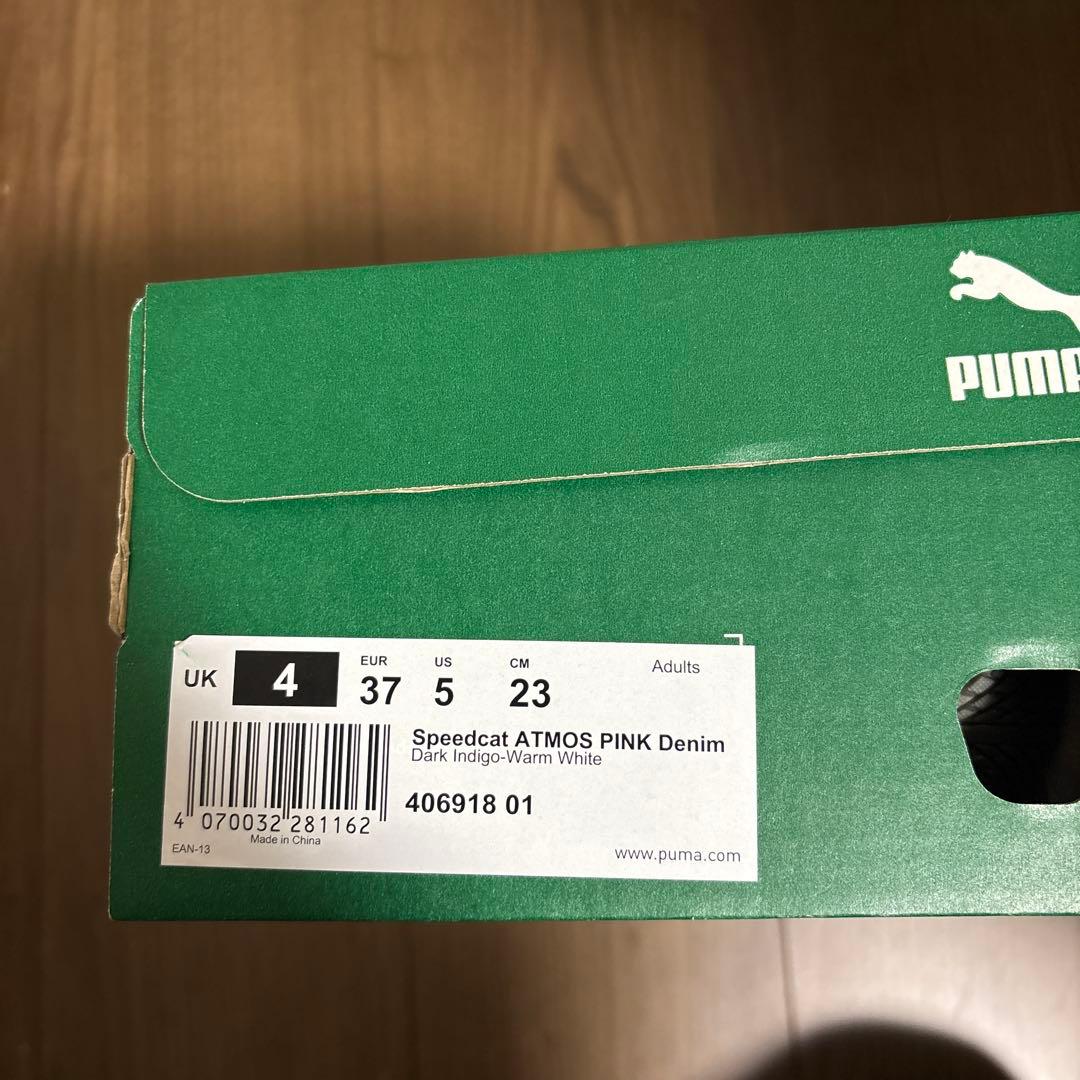 PUMA
UK 4
EUR 37
US 5
CM 23
Adults
Speedcat ATMOS PINK Denim
Dark Indigo-Warm White
406918 01
4 070032 281162
Made in China
EAN-13
www.puma.com